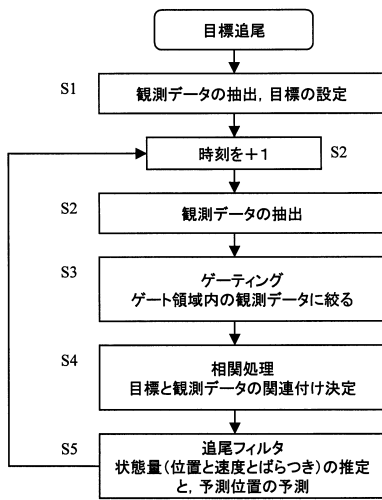 目標追尾
S1
観測データの抽出，目標の設定
時刻を＋1
S2
S2
観測データの抽出
S3
ゲーティング
ゲート領域内の観測データに絞る
S4
相関処理
目標と観測データの関連付け決定
S5
追尾フィルタ
状態量（位置と速度とばらつき）の推定
と，予測位置の予測